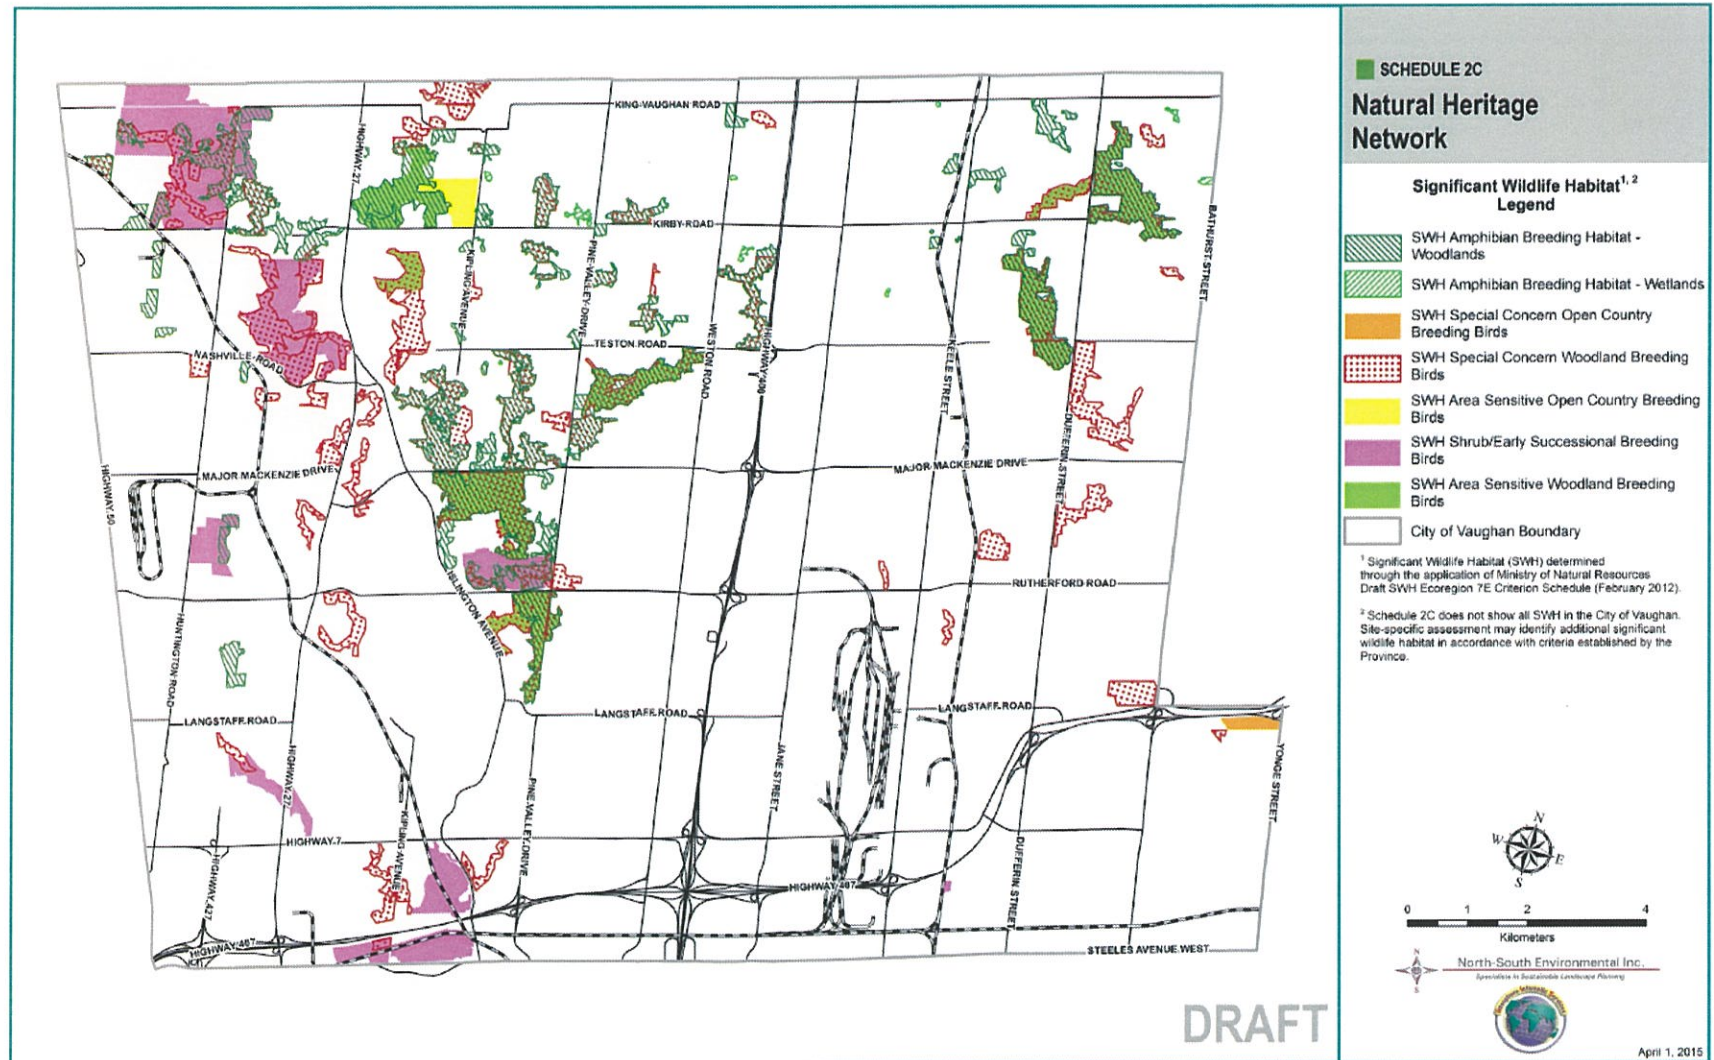 SCHEDULE 2C
Natural Heritage
Network
Significant Wildlife Habitat1, 2
Legend
SWH Amphibian Breeding Habitat -
Woodlands
SWH Amphibian Breeding Habitat - Wetlands
SWH Special Concern Open Country
Breeding Birds
SWH Special Concern Woodland Breeding
Birds
SWH Area Sensitive Open Country Breeding
Birds
SWH Shrub/Early Successional Breeding
Birds
SWH Area Sensitive Woodland Breeding
Birds
City of Vaughan Boundary
1 Significant Wildlife Habitat (SWH) determined
through the application of Ministry of Natural Resources
Draft SWH Ecoregion 7E Criterion Schedule (February 2012).
2 Schedule 2C does not show all SWH in the City of Vaughan.
Site-specific assessment may identify additional significant
wildlife habitat in accordance with criteria established by the
Province.
N
W
E
S
0 1 2 4
Kilometers
N
S
North-South Environmental Inc.
Specialists in Sustainable Landscape Planning
April 1, 2015
KING-VAUGHAN ROAD
HIGHWAY 27
KIRBY ROAD
BATHURST STREET
KIPLING AVENUE
PINE VALLEY DRIVE
TESTON ROAD
WESTON ROAD
HIGHWAY 400
KEELE STREET
NASHVILLE ROAD
DUFFERIN STREET
MAJOR MACKENZIE DRIVE
MAJOR MACKENZIE DRIVE
HIGHWAY 50
RUTHERFORD ROAD
ISLINGTON AVENUE
HUNTINGTON ROAD
LANGSTAFF ROAD
LANGSTAFF ROAD
LANGSTAFF ROAD
HIGHWAY 27
JANE STREET
YONGE STREET
PINE VALLEY DRIVE
KIPLING AVENUE
HIGHWAY 7
HIGHWAY 427
DUFFERIN STREET
HIGHWAY 407
HIGHWAY 407
STEELES AVENUE WEST
DRAFT